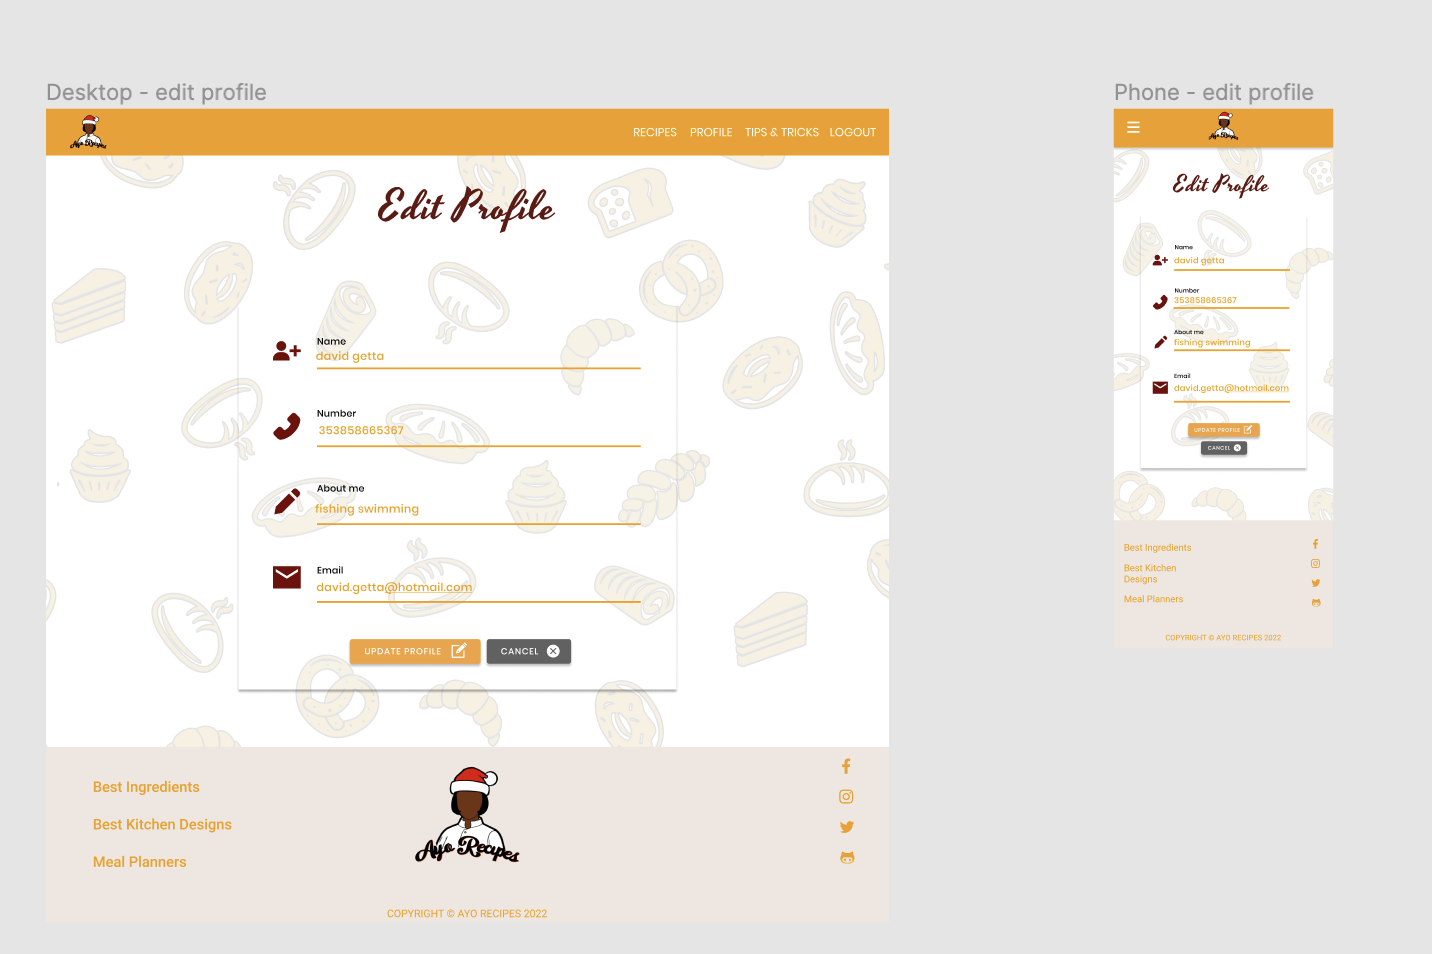 Desktop - edit profile
Ayo Recipes
RECIPES PROFILE TIPS & TRICKS LOGOUT
Edit Profile
Name
david getta
Number
353858665367
About me
fishing swimming
Email
david.getta@hotmail.com
UPDATE PROFILE
CANCEL
Best Ingredients
Best Kitchen Designs
Meal Planners
Ayo Recipes
COPYRIGHT © AYO RECIPES 2022
Phone - edit profile
Ayo Recipes
Edit Profile
Name
david getta
Number
353858665367
About me
fishing swimming
Email
david.getta@hotmail.com
UPDATE PROFILE
CANCEL
Best Ingredients
Best Kitchen
Designs
Meal Planners
COPYRIGHT © AYO RECIPES 2022